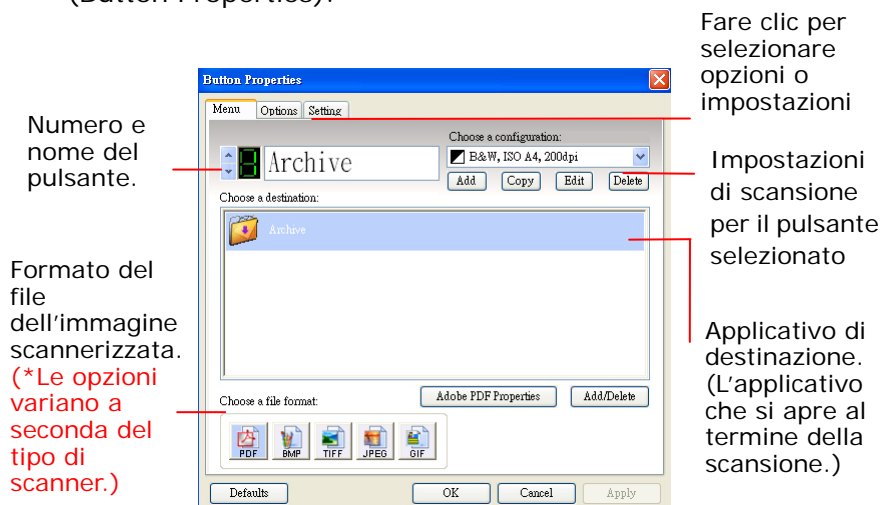 (Button Properties).
Fare clic per
selezionare
opzioni o
impostazioni
Numero e
nome del
pulsante.
Button Properties
Menu Options Setting
Archive
Choose a configuration:
B&W, ISO A4, 200dpi
Add Copy Edit Delete
Choose a destination:
Archive
Impostazioni
di scansione
per il pulsante
selezionato
Formato del
file
dell'immagine
scannerizzata.
(*Le opzioni
variano a
seconda del
tipo di
scanner.)
Applicativo di
destinazione.
(L'applicativo
che si apre al
termine della
scansione.)
Choose a file format:
Adobe PDF Properties Add/Delete
PDF BMP TIFF JPEG GIF
Defaults OK Cancel Apply